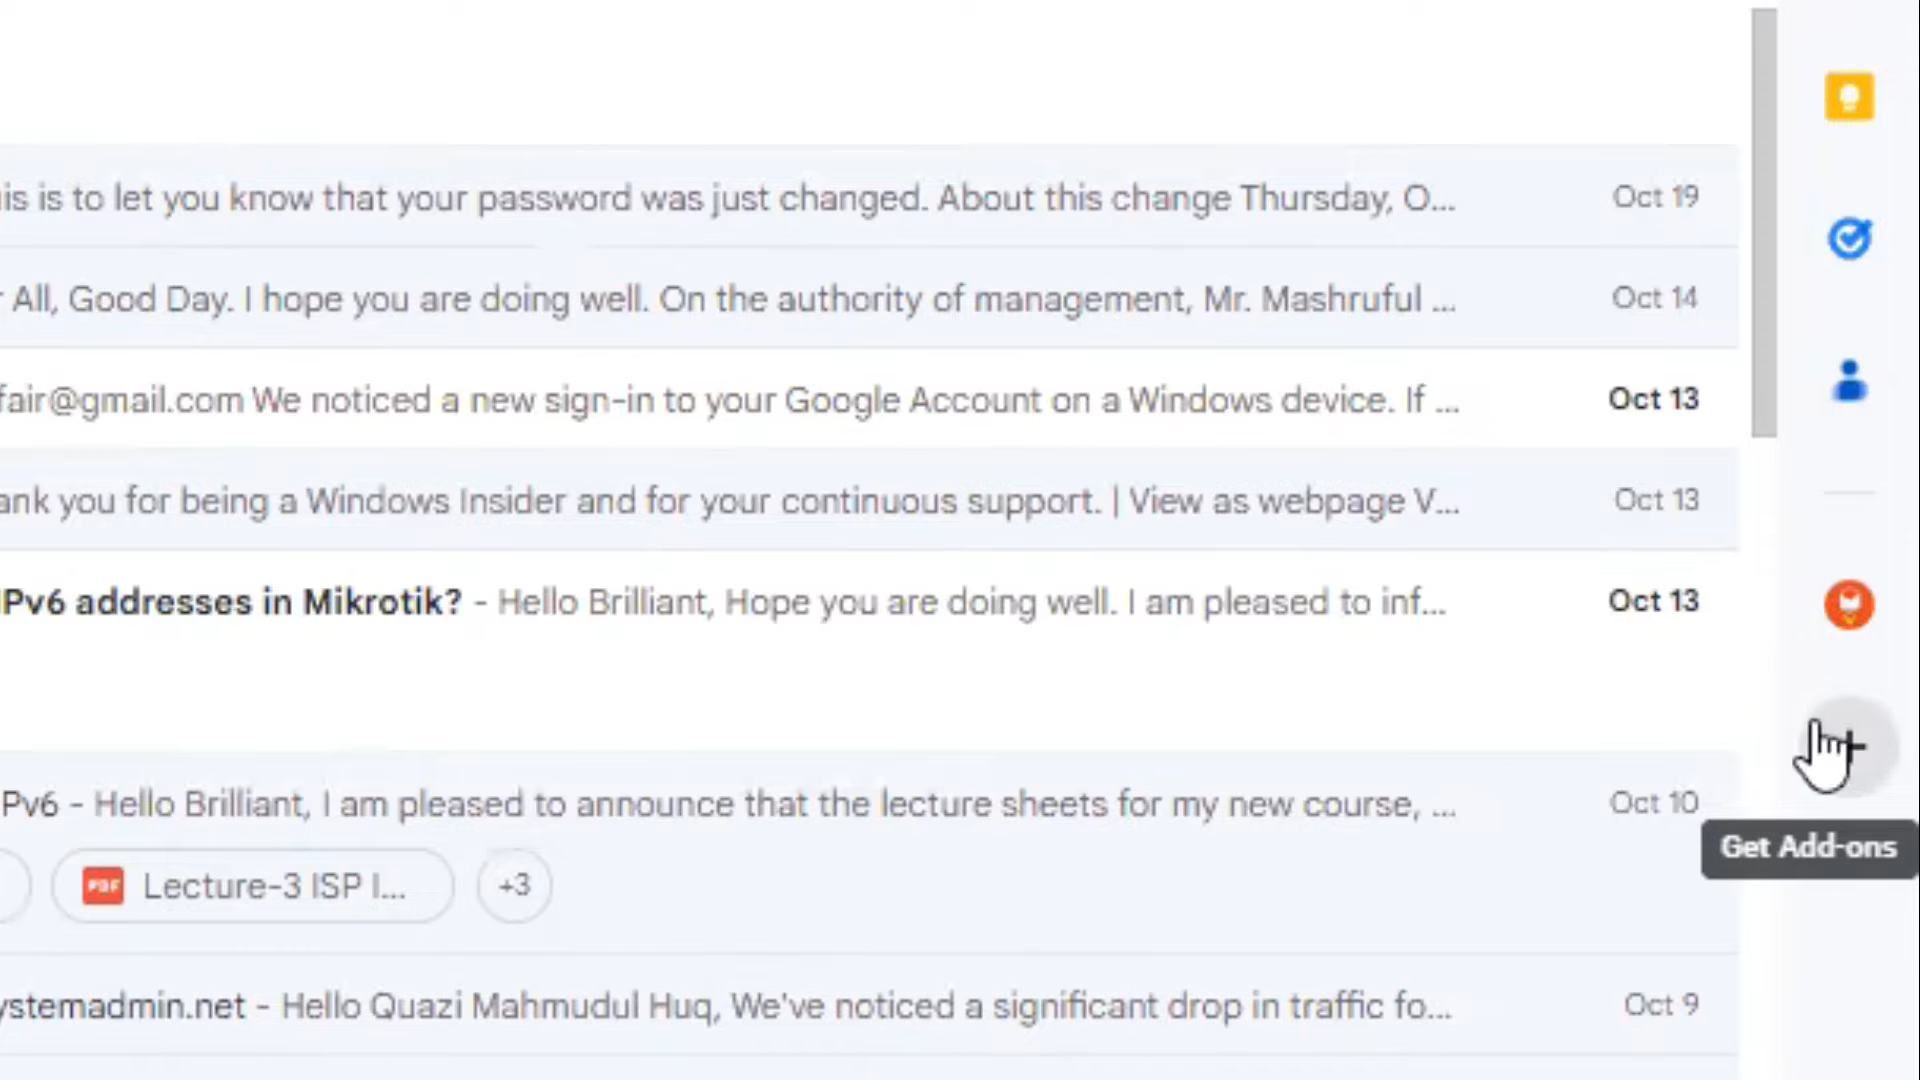 is is to let you know that your password was just changed. About this change Thursday, O... Oct 19
All, Good Day. I hope you are doing well. On the authority of management, Mr. Mashruful ... Oct 14
fair@gmail.com We noticed a new sign-in to your Google Account on a Windows device. If ... Oct 13
ank you for being a Windows Insider and for your continuous support. | View as webpage V... Oct 13
Pv6 addresses in Mikrotik? - Hello Brilliant, Hope you are doing well. I am pleased to inf... Oct 13
Pv6 - Hello Brilliant, I am pleased to announce that the lecture sheets for my new course, ... Oct 10
Get Add-ons
PDF Lecture-3 ISP I... +3
ystemadmin.net - Hello Quazi Mahmudul Huq, We've noticed a significant drop in traffic fo... Oct 9